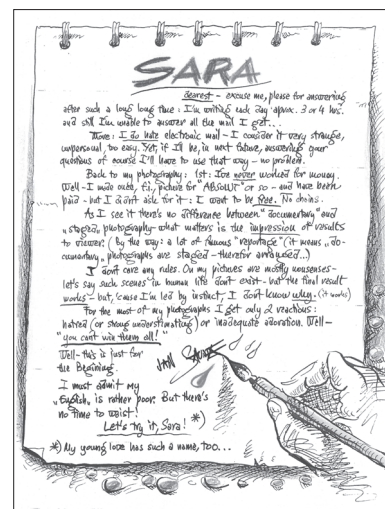 SARA
dearest – excuse me, please for answering
after such a long long time: I'm writing each day aprox. 3 or 4 hrs.
and still I'm unable to answer all the mail I get...
More: I do hate electronic mail – I consider it very strange,
unpersonal, too easy. Yet, if I'll be, in next future, answering your
questions of course I'll have to use that way – no problem.
Back to my photography: 1st: I've never worked for money.
Well – I made once, f.i., picture for "ABSOLUT" or so – and have been
paid – but I didn't ask for it: I want to be free. No chains.
As I see it there's no difference between "documentary" and
"staged" photography – what matters is the impression of results
to viewer. (by the way: a lot of famous "reportage" (it means "do-
cumentary" photographs are staged – therefor arranged...)
I don't care any rules. On my pictures are mostly nonsenses –
let's say such scenes in human life don't exist – but the final result
works – but, 'cause I'm led by instinct, I don't know why. (it works)
For the most of my photographs I get only 2 reactions:
hatred (or strong underestimating) or inadequate adoration. Well –
"you can't win them all!"
Well – this is just for
the Beginning.
I must admit my
"English" is rather poor. But there's
no time to waist!
Let's try it, Sara! *)
*) My young love has such a name, too...